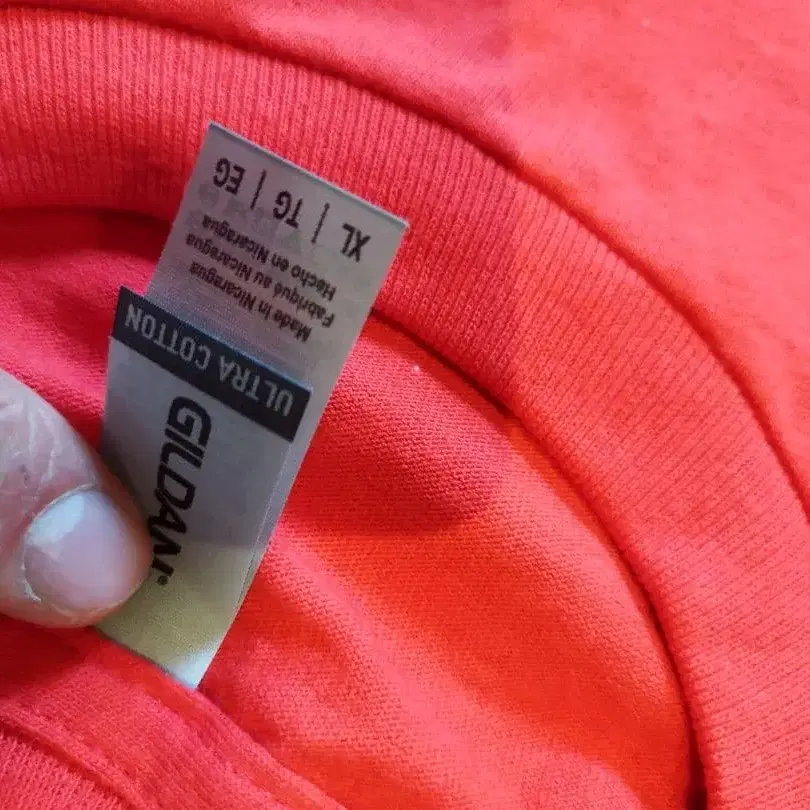 GILDAN®
ULTRA COTTON
Made in Nicaragua
Fabriqué au Nicaragua
Hecho en Nicaragua
XL | TG | EG